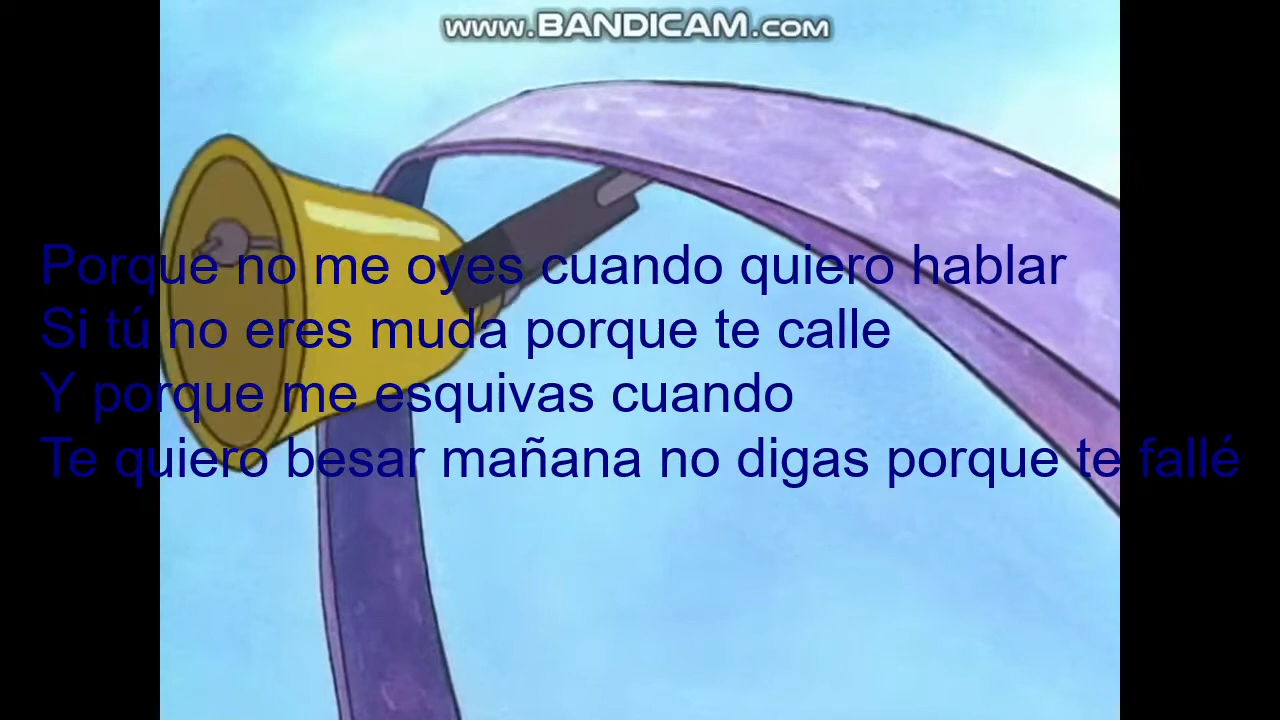 www.BANDICAM.com
Porque no me oyes cuando quiero hablar
Si tú no eres muda porque te calle
Y porque me esquivas cuando
Te quiero besar mañana no digas porque te fallé